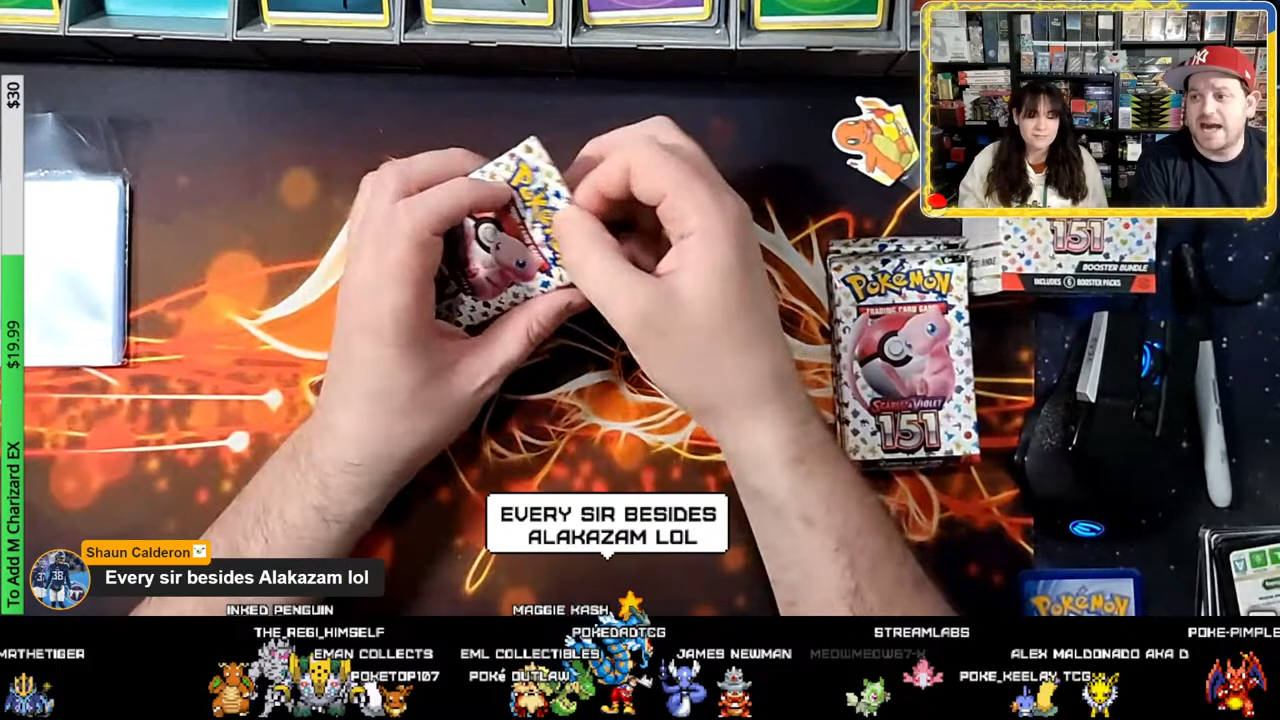 $30
$19.99
To Add M Charizard EX
POKéMON
TRADING CARD GAME
SCARLET & VIOLET
151
151
BOOSTER BUNDLE
INCLUDES 6 BOOSTER PACKS
EVERY SIR BESIDES
ALAKAZAM LOL
Shaun Calderon
Every sir besides Alakazam lol
POKéMON
INKED PENGUIN
MAGGIE KASH
THE_REGI_HIMSELF
POKEDADTCG
STREAMLABS
POKE-PIMPLE
MRTHETIGER
EMAN COLLECTS
EML COLLECTIBLES
JAMES NEWMAN
MEOWMEOW67-K
ALEX MALDONADO AKA D
POKETOP107
POKé OUTLAW
POKE_KEELAY TCG